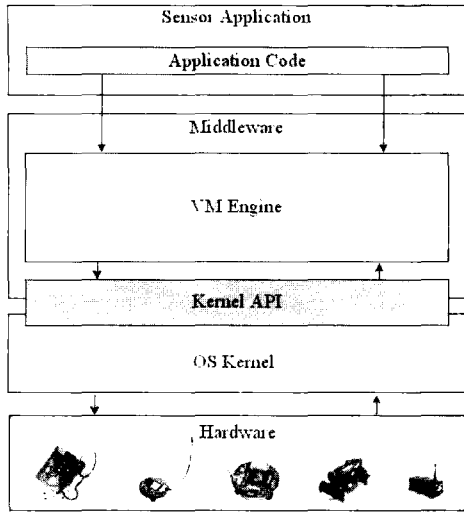 Sensor Application
Application Code
Middleware
VM Engine
Kernel API
OS Kernel
Hardware